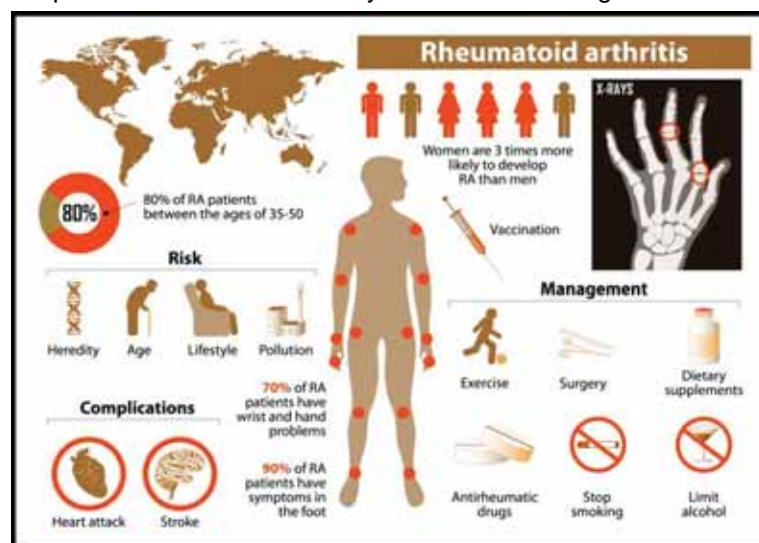 Rheumatoid arthritis
X-RAYS
Women are 3 times more
likely to develop
RA than men
80%
80% of RA patients
between the ages of 35-50
Vaccination
Risk
Heredity
Age
Lifestyle
Pollution
Management
Exercise
Surgery
Dietary
supplements
70% of RA
patients have
wrist and hand
problems
Complications
90% of RA
patients have
symptoms in
the foot
Heart attack
Stroke
Antirheumatic
drugs
Stop
smoking
Limit
alcohol